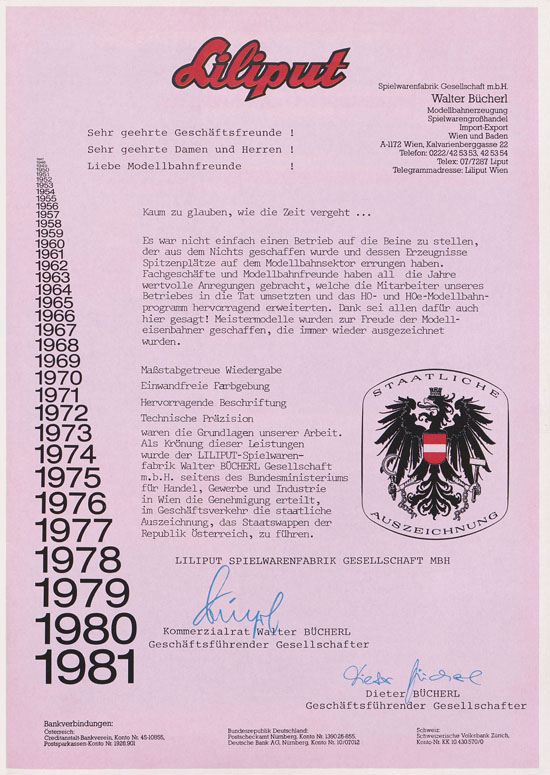 Liliput
Spielwarenfabrik Gesellschaft m.b.H.
Walter Bücherl
Modellbahnerzeugung
Spielwarengroßhandel
Import-Export
Wien und Baden
A-1172 Wien, Kalvarienberggasse 22
Telefon: 0222/42 53 53, 42 53 54
Telex: 07/7287 Liput
Telegrammadresse: Liliput Wien
Sehr geehrte Geschäftsfreunde !
Sehr geehrte Damen und Herren !
Liebe Modellbahnfreunde !
1952
1953
1954
1955
1956
1957
1958
1959
1960
1961
1962
1963
1964
1965
1966
1967
1968
1969
1970
1971
1972
1973
1974
1975
1976
1977
1978
1979
1980
1981
Kaum zu glauben, wie die Zeit vergeht ...
Es war nicht einfach einen Betrieb auf die Beine zu stellen,
der aus dem Nichts geschaffen wurde und dessen Erzeugnisse
Spitzenplätze auf dem Modellbahnsektor errungen haben.
Fachgeschäfte und Modellbahnfreunde haben all die Jahre
wertvolle Anregungen gebracht, welche die Mitarbeiter unseres
Betriebes in die Tat umsetzten und das HO- und HOe-Modellbahn-
programm hervorragend erweiterten. Dank sei allen dafür auch
hier gesagt! Meistermodelle wurden zur Freude der Modell-
eisenbahner geschaffen, die immer wieder ausgezeichnet
wurden.
Maßstabgetreue Wiedergabe
Einwandfreie Farbgebung
Hervorragende Beschriftung
Technische Präzision
waren die Grundlagen unserer Arbeit.
Als Krönung dieser Leistungen
wurde der LILIPUT-Spielwaren-
fabrik Walter BÜCHERL Gesellschaft
m.b.H. seitens des Bundesministeriums
für Handel, Gewerbe und Industrie
in Wien die Genehmigung erteilt,
im Geschäftsverkehr die staatliche
Auszeichnung, das Staatswappen der
Republik Österreich, zu führen.
STAATLICHE
AUSZEICHNUNG
LILIPUT SPIELWARENFABRIK GESELLSCHAFT MBH
Kommerzialrat Walter BÜCHERL
Geschäftsführender Gesellschafter
Dieter Bücherl
Dieter BÜCHERL
Geschäftsführender Gesellschafter
Bankverbindungen:
Österreich:
Creditanstalt-Bankverein, Konto Nr. 45-10855,
Postsparkassen-Konto Nr. 1926.901
Bundesrepublik Deutschland:
Postscheckamt Nürnberg, Konto Nr. 1390.26-855,
Deutsche Bank AG, Nürnberg, Konto Nr. 10/07012
Schweiz:
Schweizerische Volksbank Zürich,
Konto Nr. KK 10.430.570/0